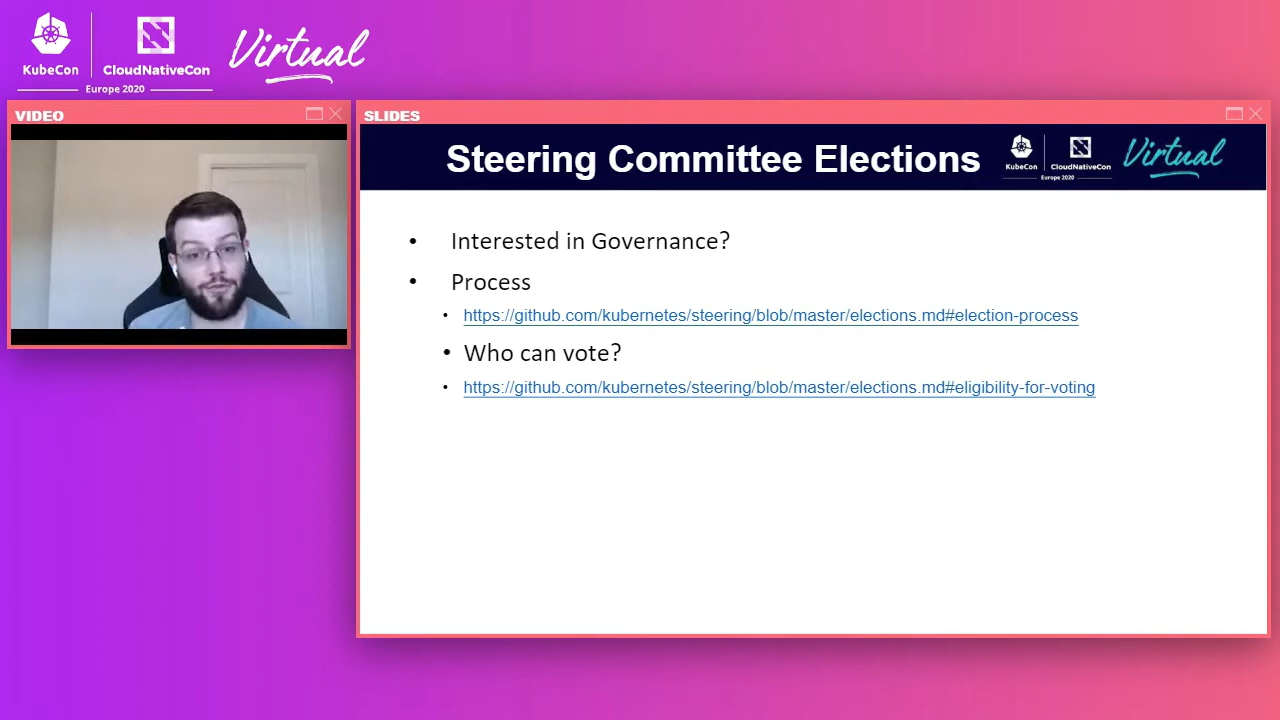 KubeCon
CloudNativeCon
Virtual
Europe 2020
VIDEO
SLIDES
Steering Committee Elections
KubeCon
CloudNativeCon
Virtual
Europe 2020
• Interested in Governance?
• Process
• https://github.com/kubernetes/steering/blob/master/elections.md#election-process
• Who can vote?
• https://github.com/kubernetes/steering/blob/master/elections.md#eligibility-for-voting